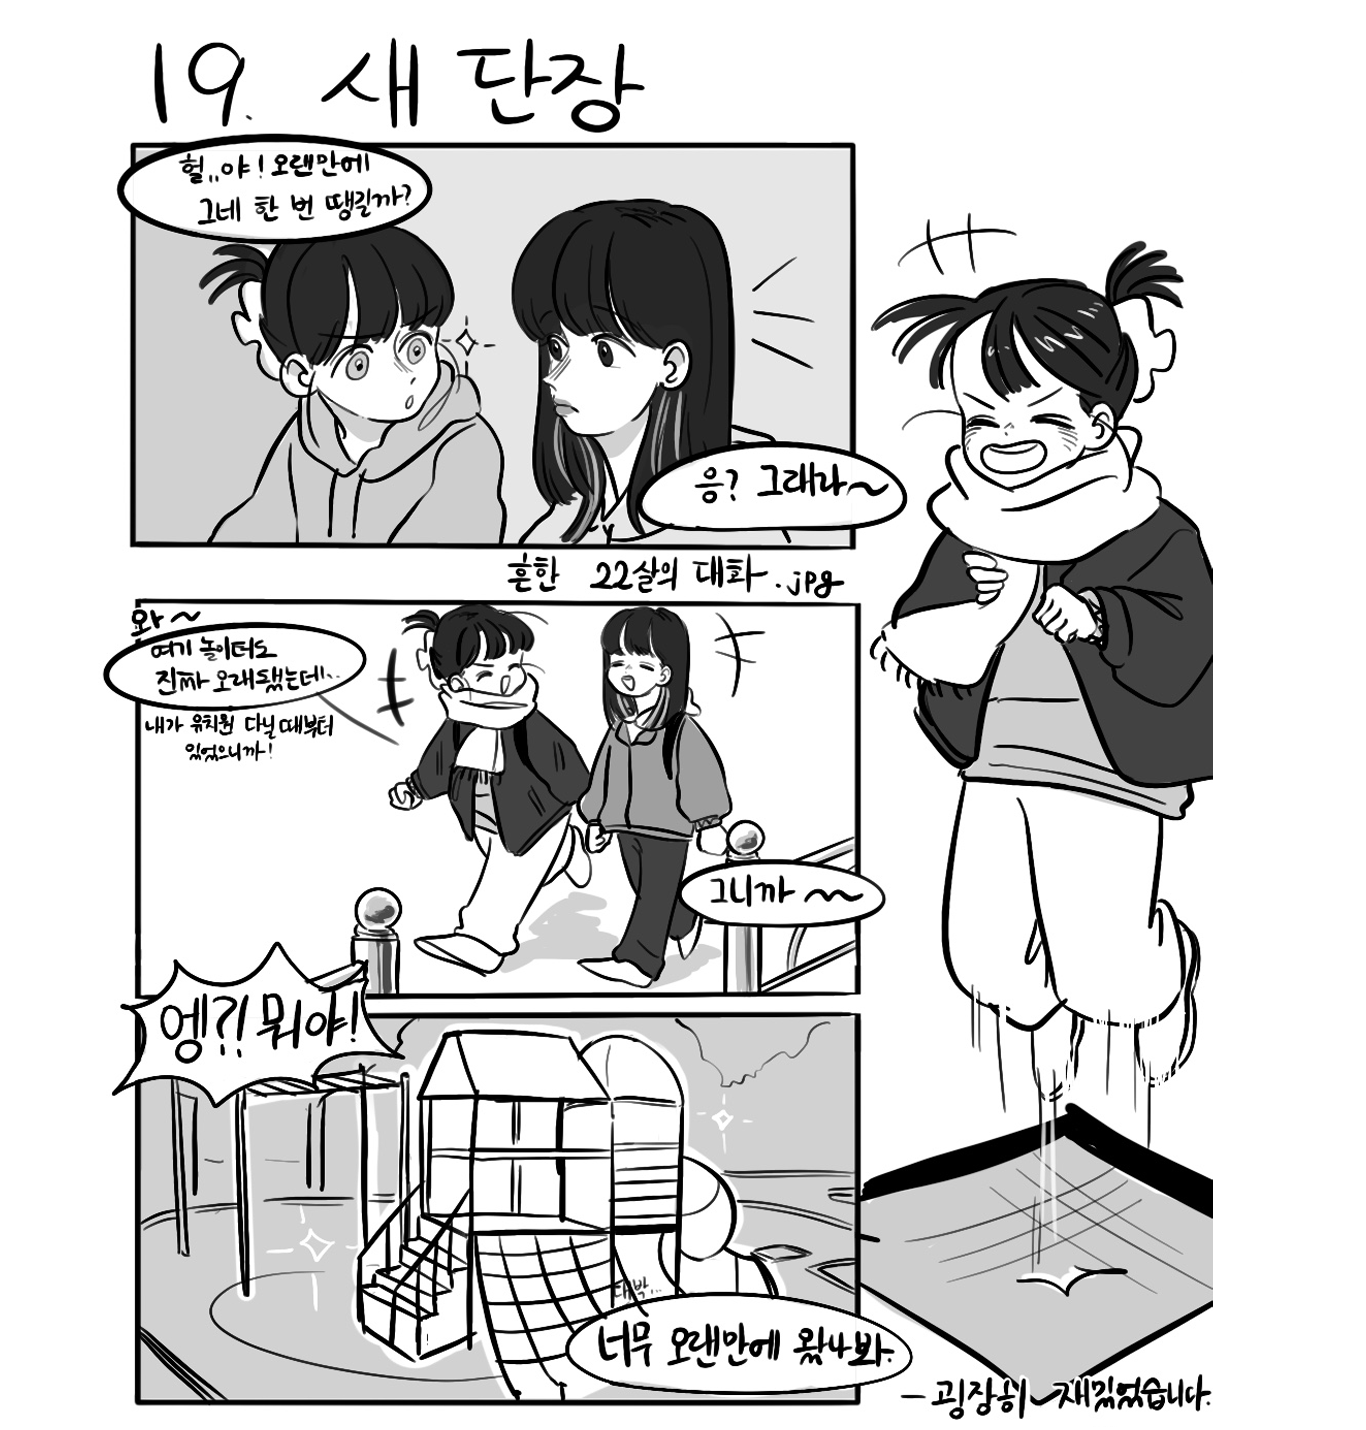 19. 새 단장
헐,,야! 오랜만에
그네 한 번 땡길까?
응? 그래라~
흔한 22살의 대화.jpg
와~
여기 놀이터도
진짜 오래됐는데..
내가 유치원 다닐 때부터
있었으니까!
그니까 ~~
엥?! 뭐야!
대박...
너무 오랜만에 왔나봐.
- 굉장히 재밌었습니다.